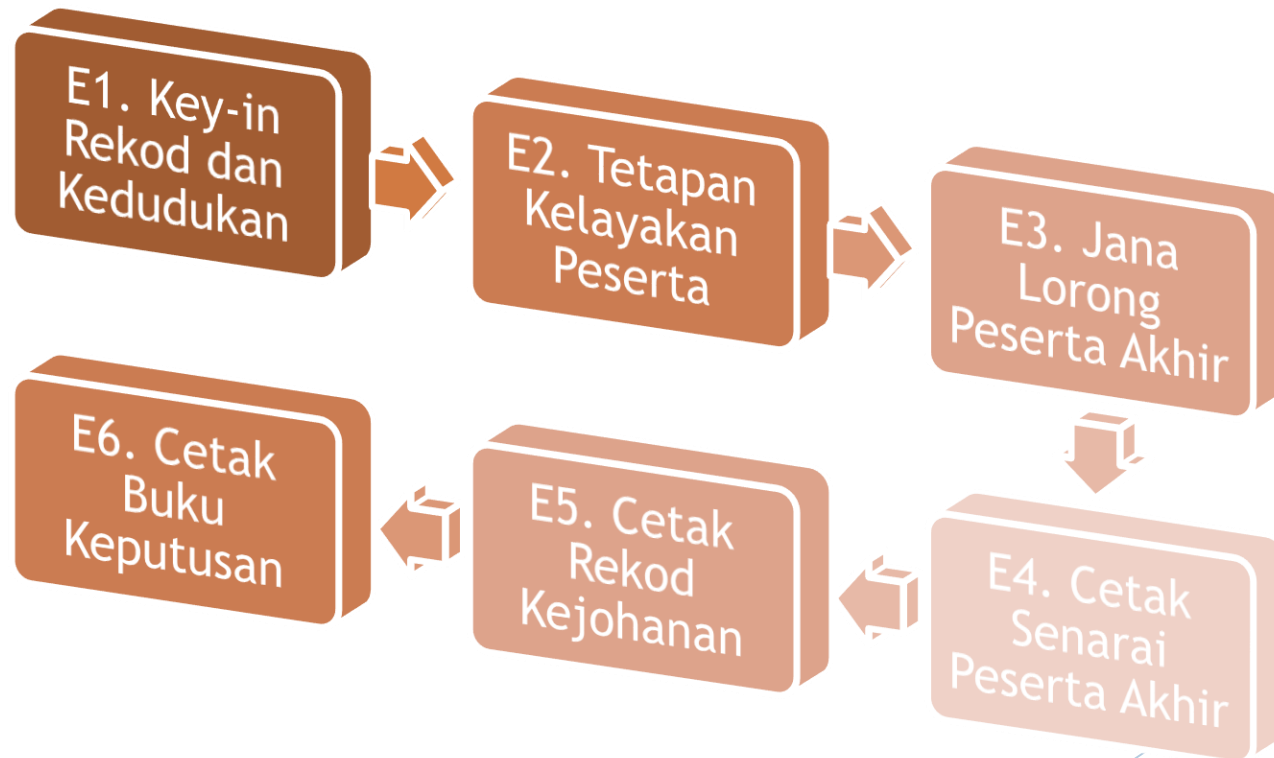 E1. Key-in
Rekod dan
Kedudukan
E2. Tetapan
Kelayakan
Peserta
E3. Jana
Lorong
Peserta Akhir
E4. Cetak
Senarai
Peserta Akhir
E5. Cetak
Rekod
Kejohanan
E6. Cetak
Buku
Keputusan